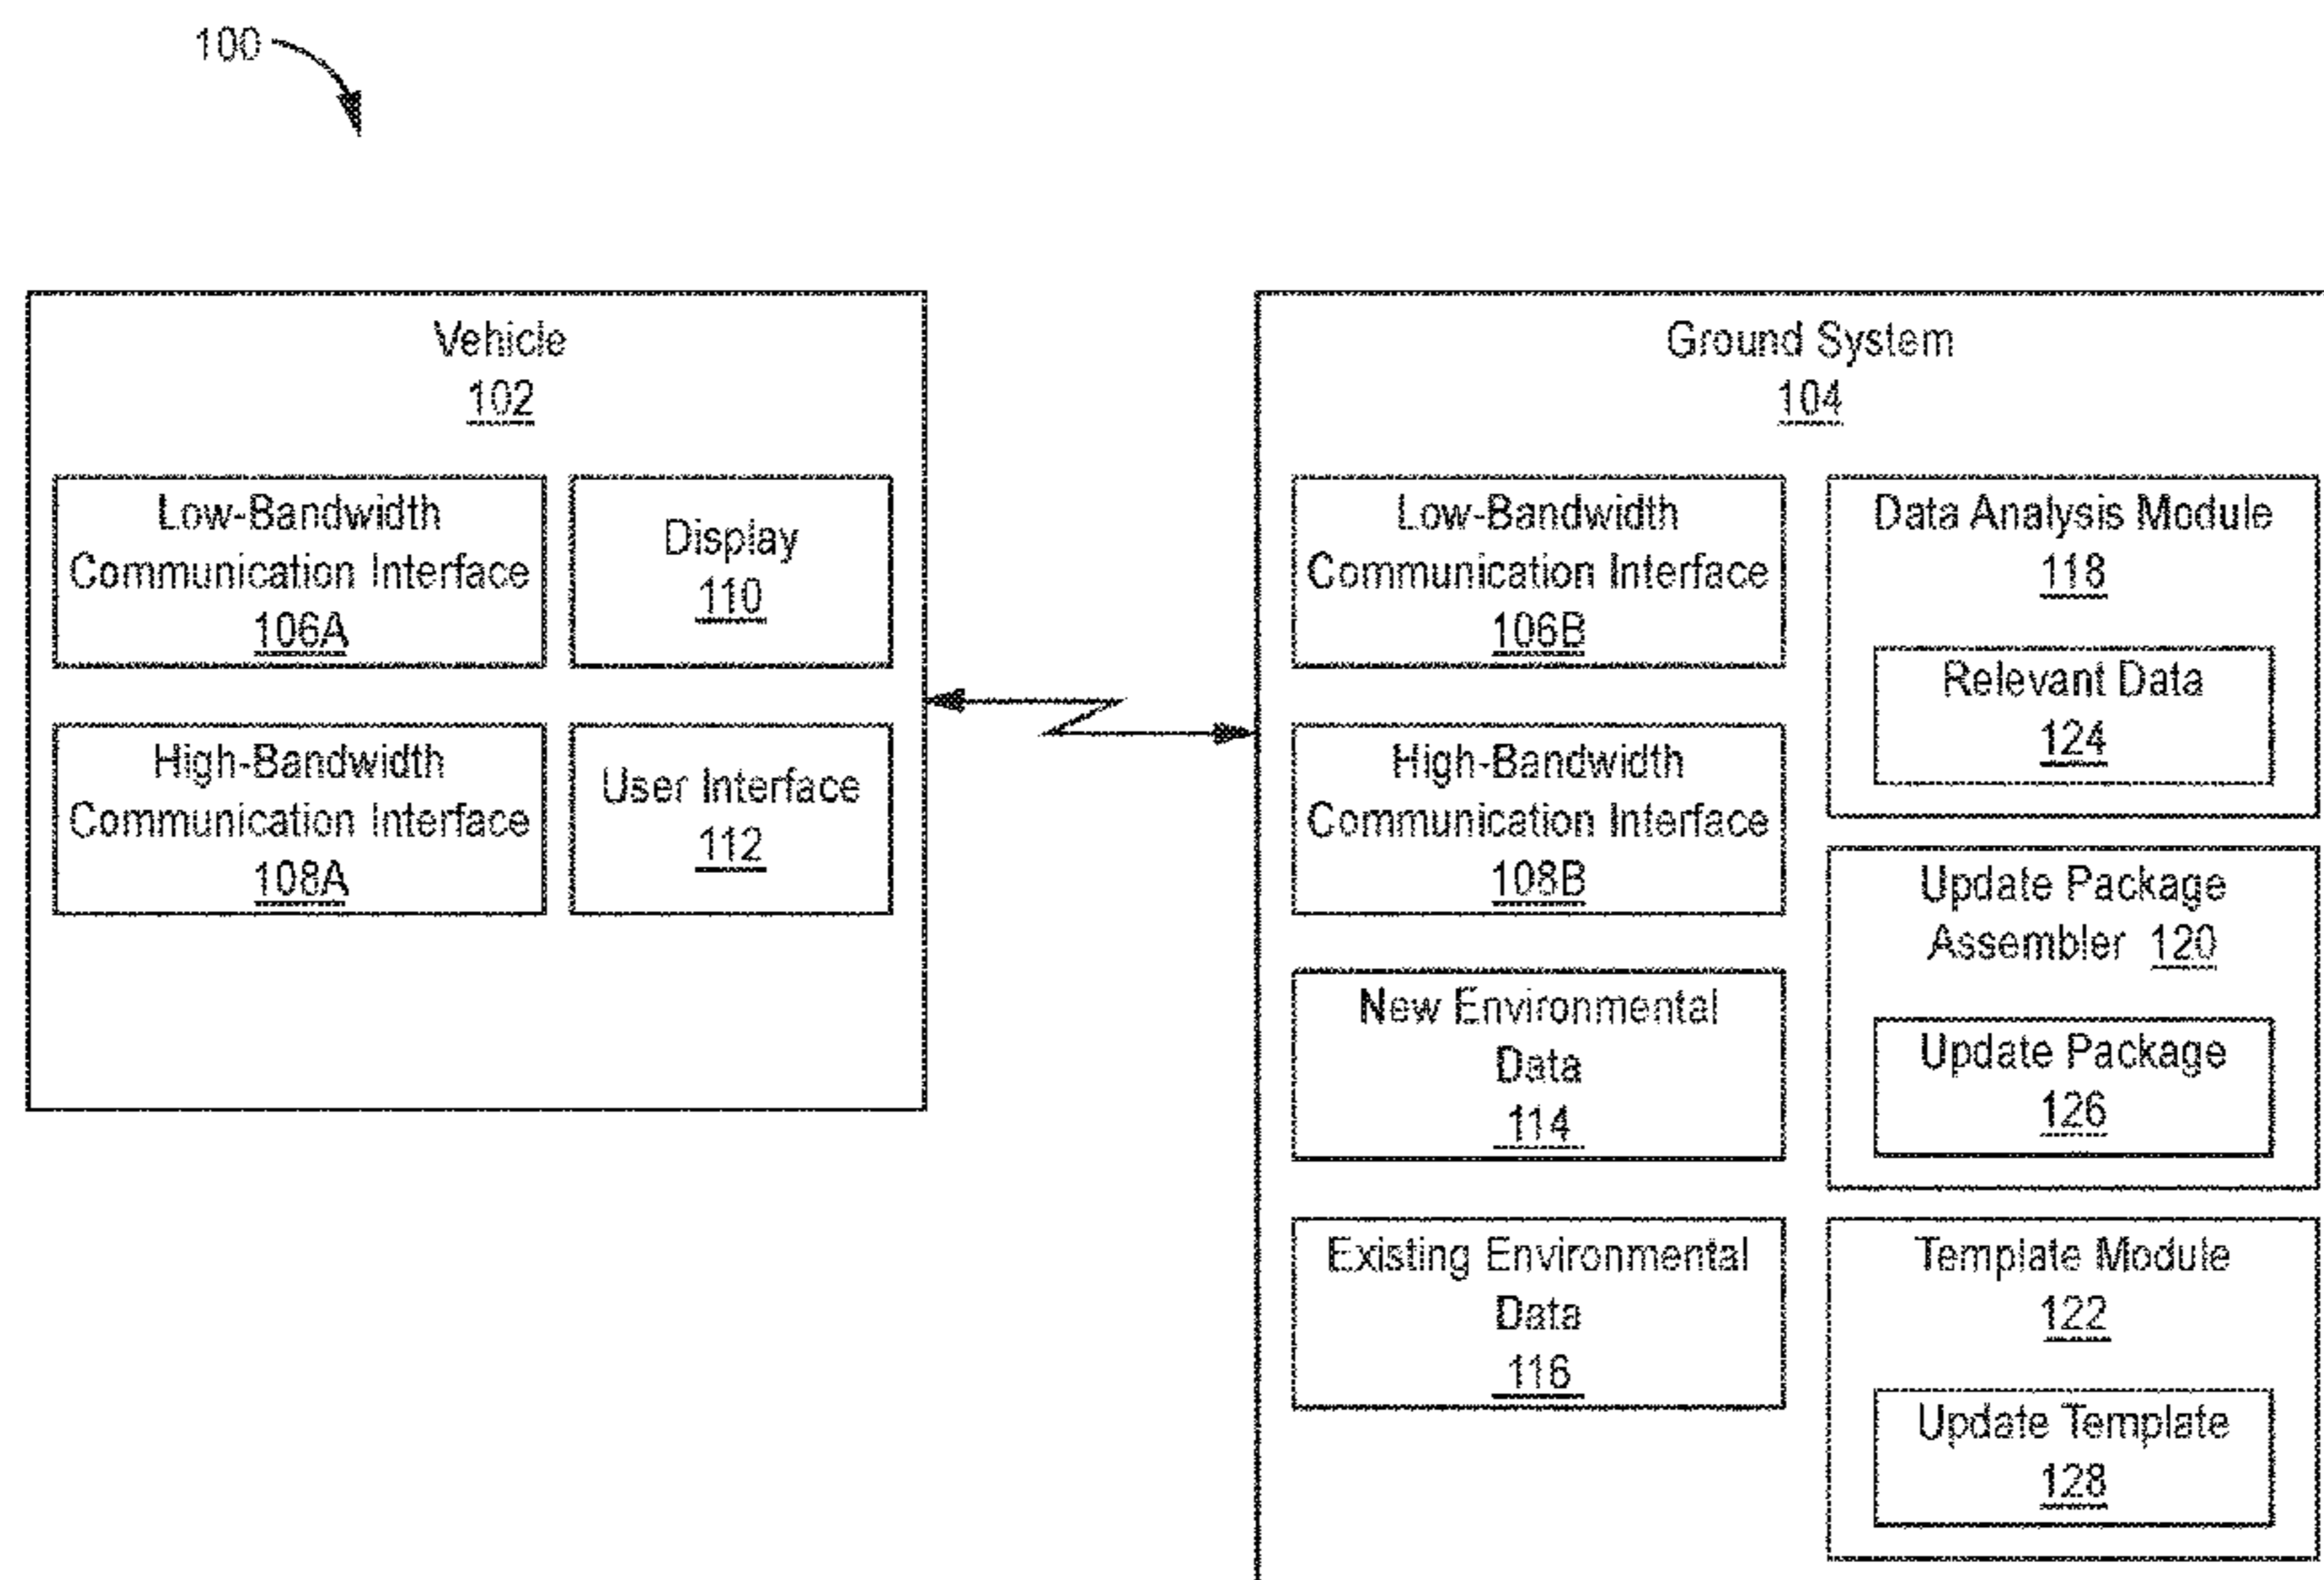 100
Vehicle
102
Low-Bandwidth
Communication Interface
106A
Display
110
High-Bandwidth
Communication Interface
108A
User Interface
112
Ground System
104
Low-Bandwidth
Communication Interface
106B
High-Bandwidth
Communication Interface
108B
New Environmental
Data
114
Existing Environmental
Data
116
Data Analysis Module
118
Relevant Data
124
Update Package
Assembler 120
Update Package
126
Template Module
122
Update Template
128